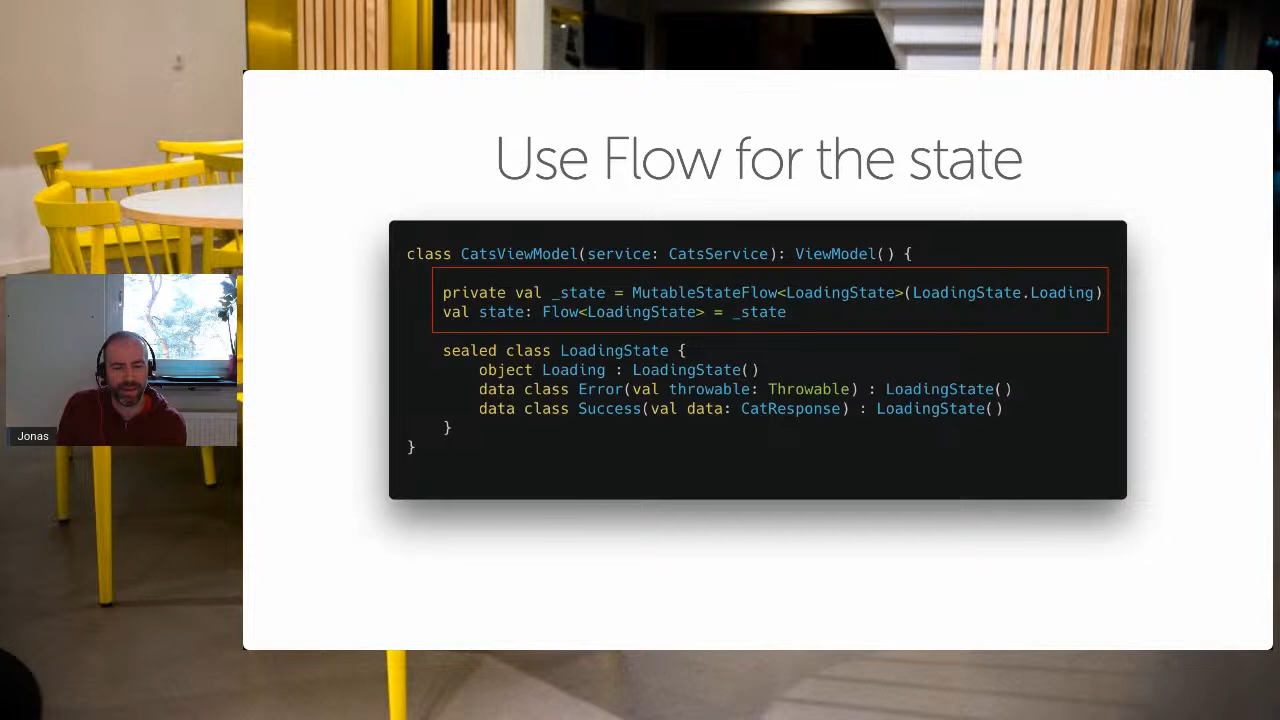 Use Flow for the state
class CatsViewModel(service: CatsService): ViewModel() {
private val _state = MutableStateFlow<LoadingState>(LoadingState.Loading)
val state: Flow<LoadingState> = _state
sealed class LoadingState {
object Loading : LoadingState()
data class Error(val throwable: Throwable) : LoadingState()
data class Success(val data: CatResponse) : LoadingState()
}
}
Jonas